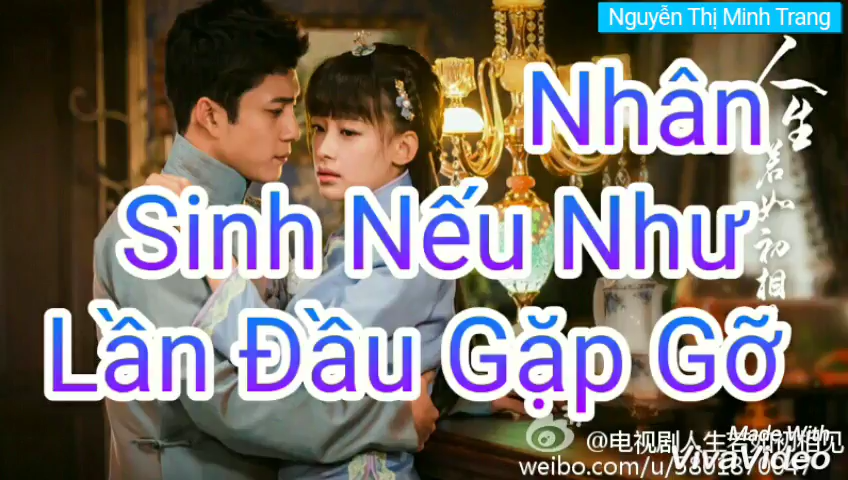 Nguyễn Thị Minh Trang
Nhân
Sinh Nếu Như
Lần Đầu Gặp Gỡ
人生若如初相
@电视剧人生若如初相见
Made With
VivaVideo
weibo.com/u/5801870047